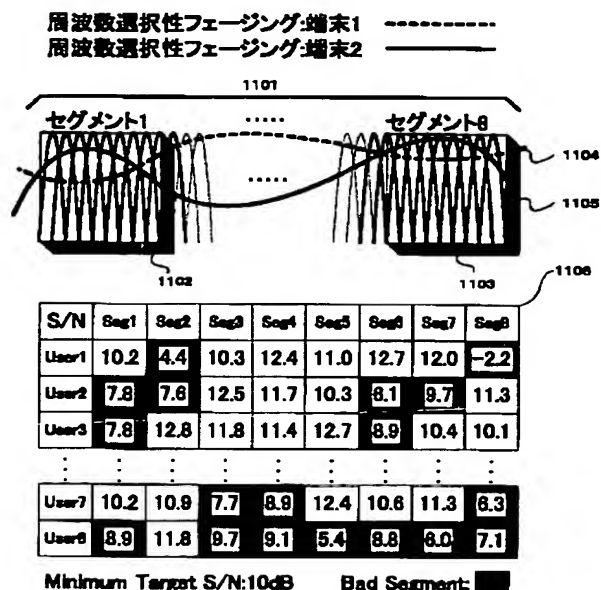 周波数選択性フェージング:端末1
周波数選択性フェージング:端末2
1101
セグメント1 ..... セグメント8
.....
1104
1105
1102
1103
1106
S/N Seg1 Seg2 Seg3 Seg4 Seg5 Seg6 Seg7 Seg8
User1 10.2 4.4 10.3 12.4 11.0 12.7 12.0 -2.2
User2 7.8 7.6 12.5 11.7 10.3 6.1 9.7 11.3
User3 7.8 12.8 11.8 11.4 12.7 8.9 10.4 10.1
User7 10.2 10.9 7.7 8.9 12.4 10.6 11.3 6.3
User8 8.9 11.8 9.7 9.1 5.4 8.8 6.0 7.1
Minimum Target S/N:10dB Bad Segment: